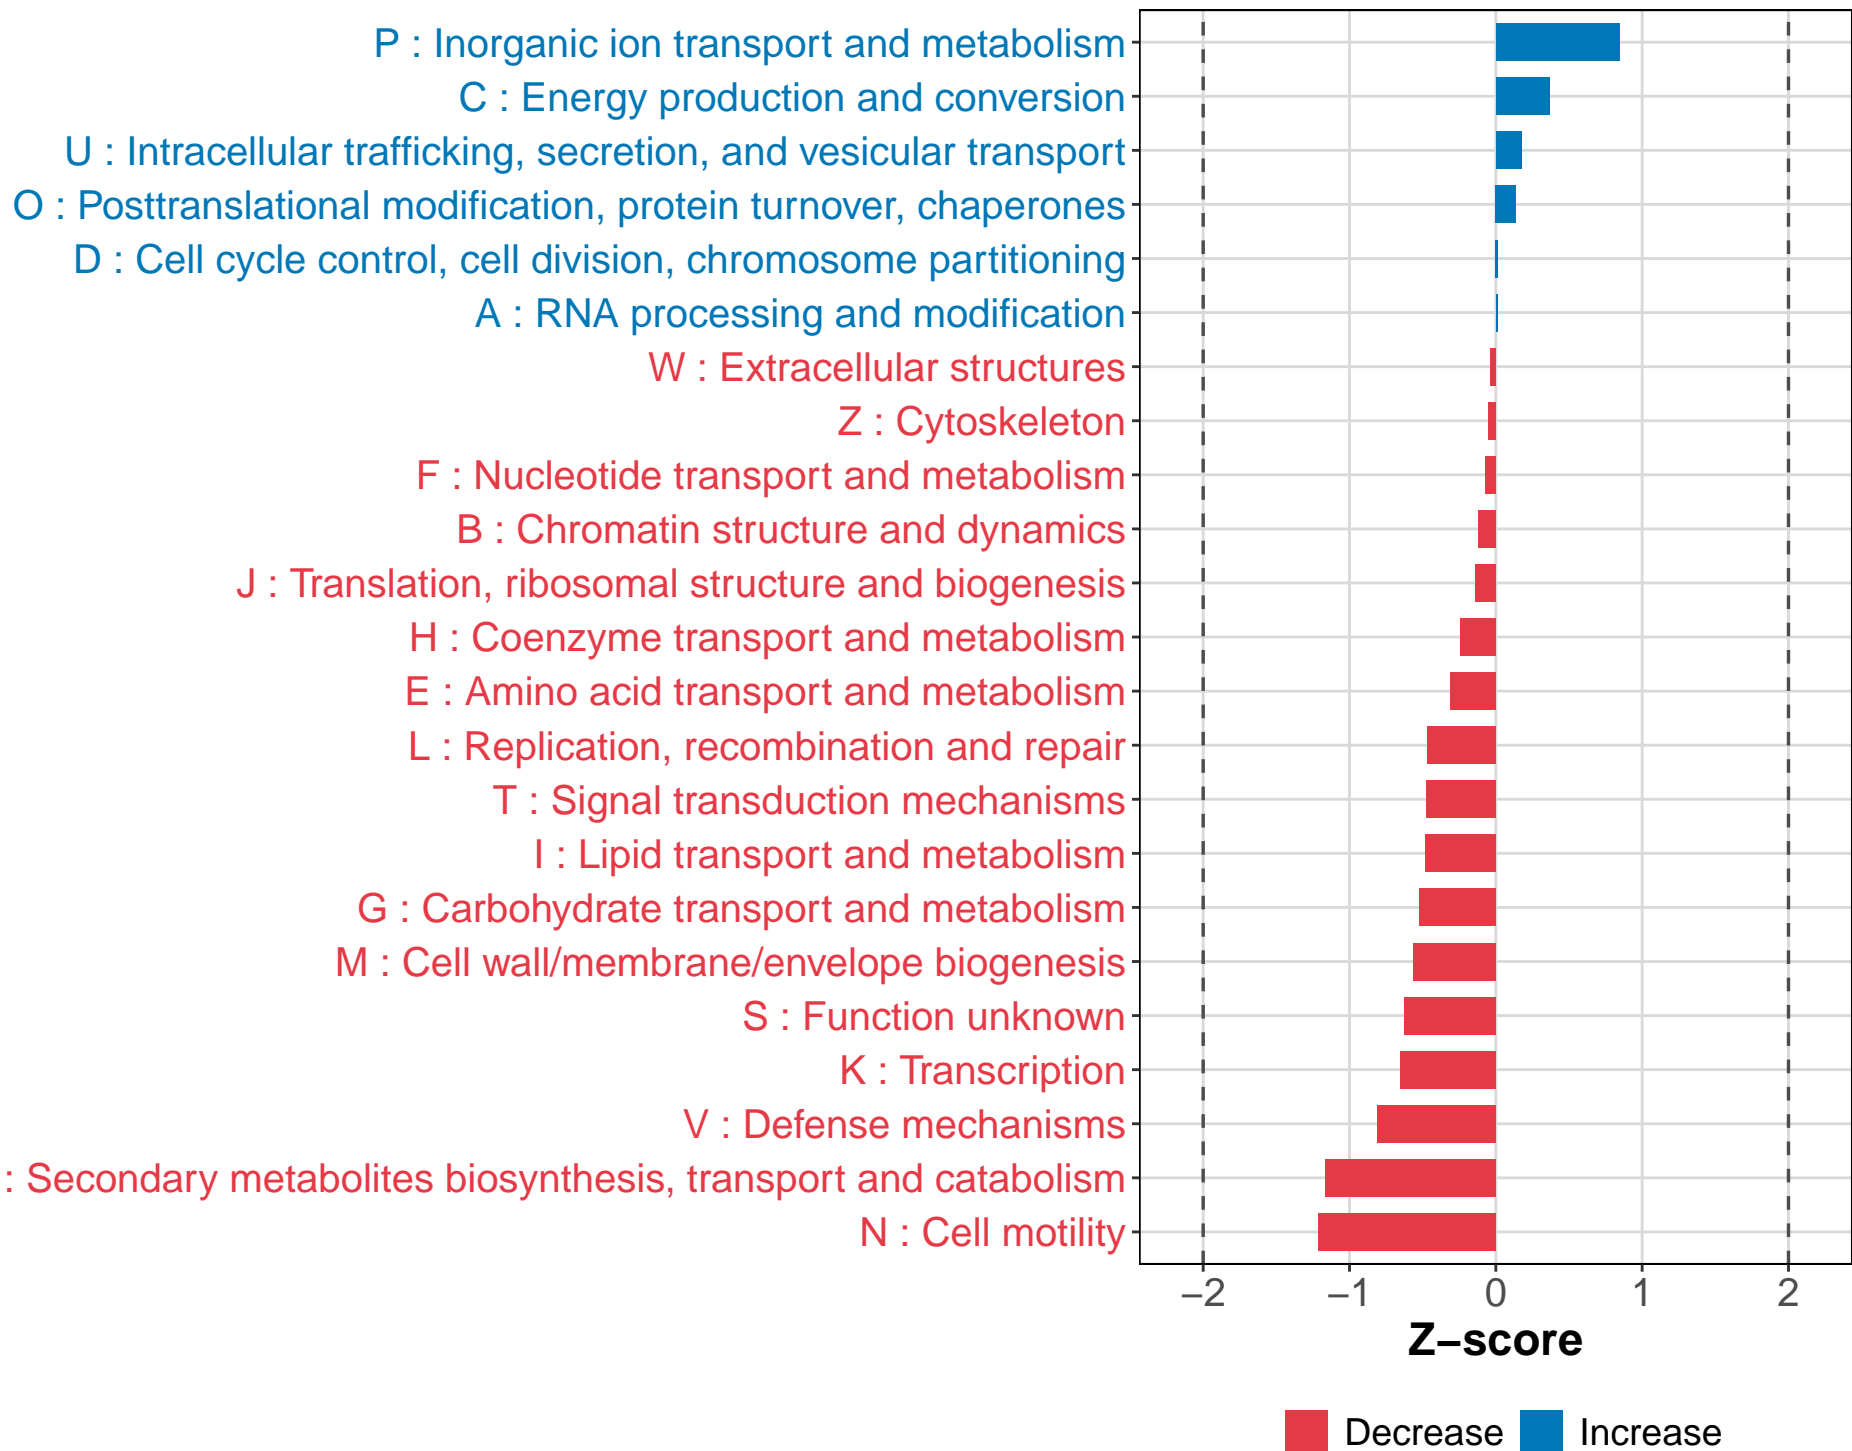 P : Inorganic ion transport and metabolism
C : Energy production and conversion
U : Intracellular trafficking, secretion, and vesicular transport
O : Posttranslational modification, protein turnover, chaperones
D : Cell cycle control, cell division, chromosome partitioning
A : RNA processing and modification
W : Extracellular structures
Z : Cytoskeleton
F : Nucleotide transport and metabolism
B : Chromatin structure and dynamics
J : Translation, ribosomal structure and biogenesis
H : Coenzyme transport and metabolism
E : Amino acid transport and metabolism
L : Replication, recombination and repair
T : Signal transduction mechanisms
I : Lipid transport and metabolism
G : Carbohydrate transport and metabolism
M : Cell wall/membrane/envelope biogenesis
S : Function unknown
K : Transcription
V : Defense mechanisms
: Secondary metabolites biosynthesis, transport and catabolism
N : Cell motility
−2 −1 0 1 2
Z−score
Decrease Increase